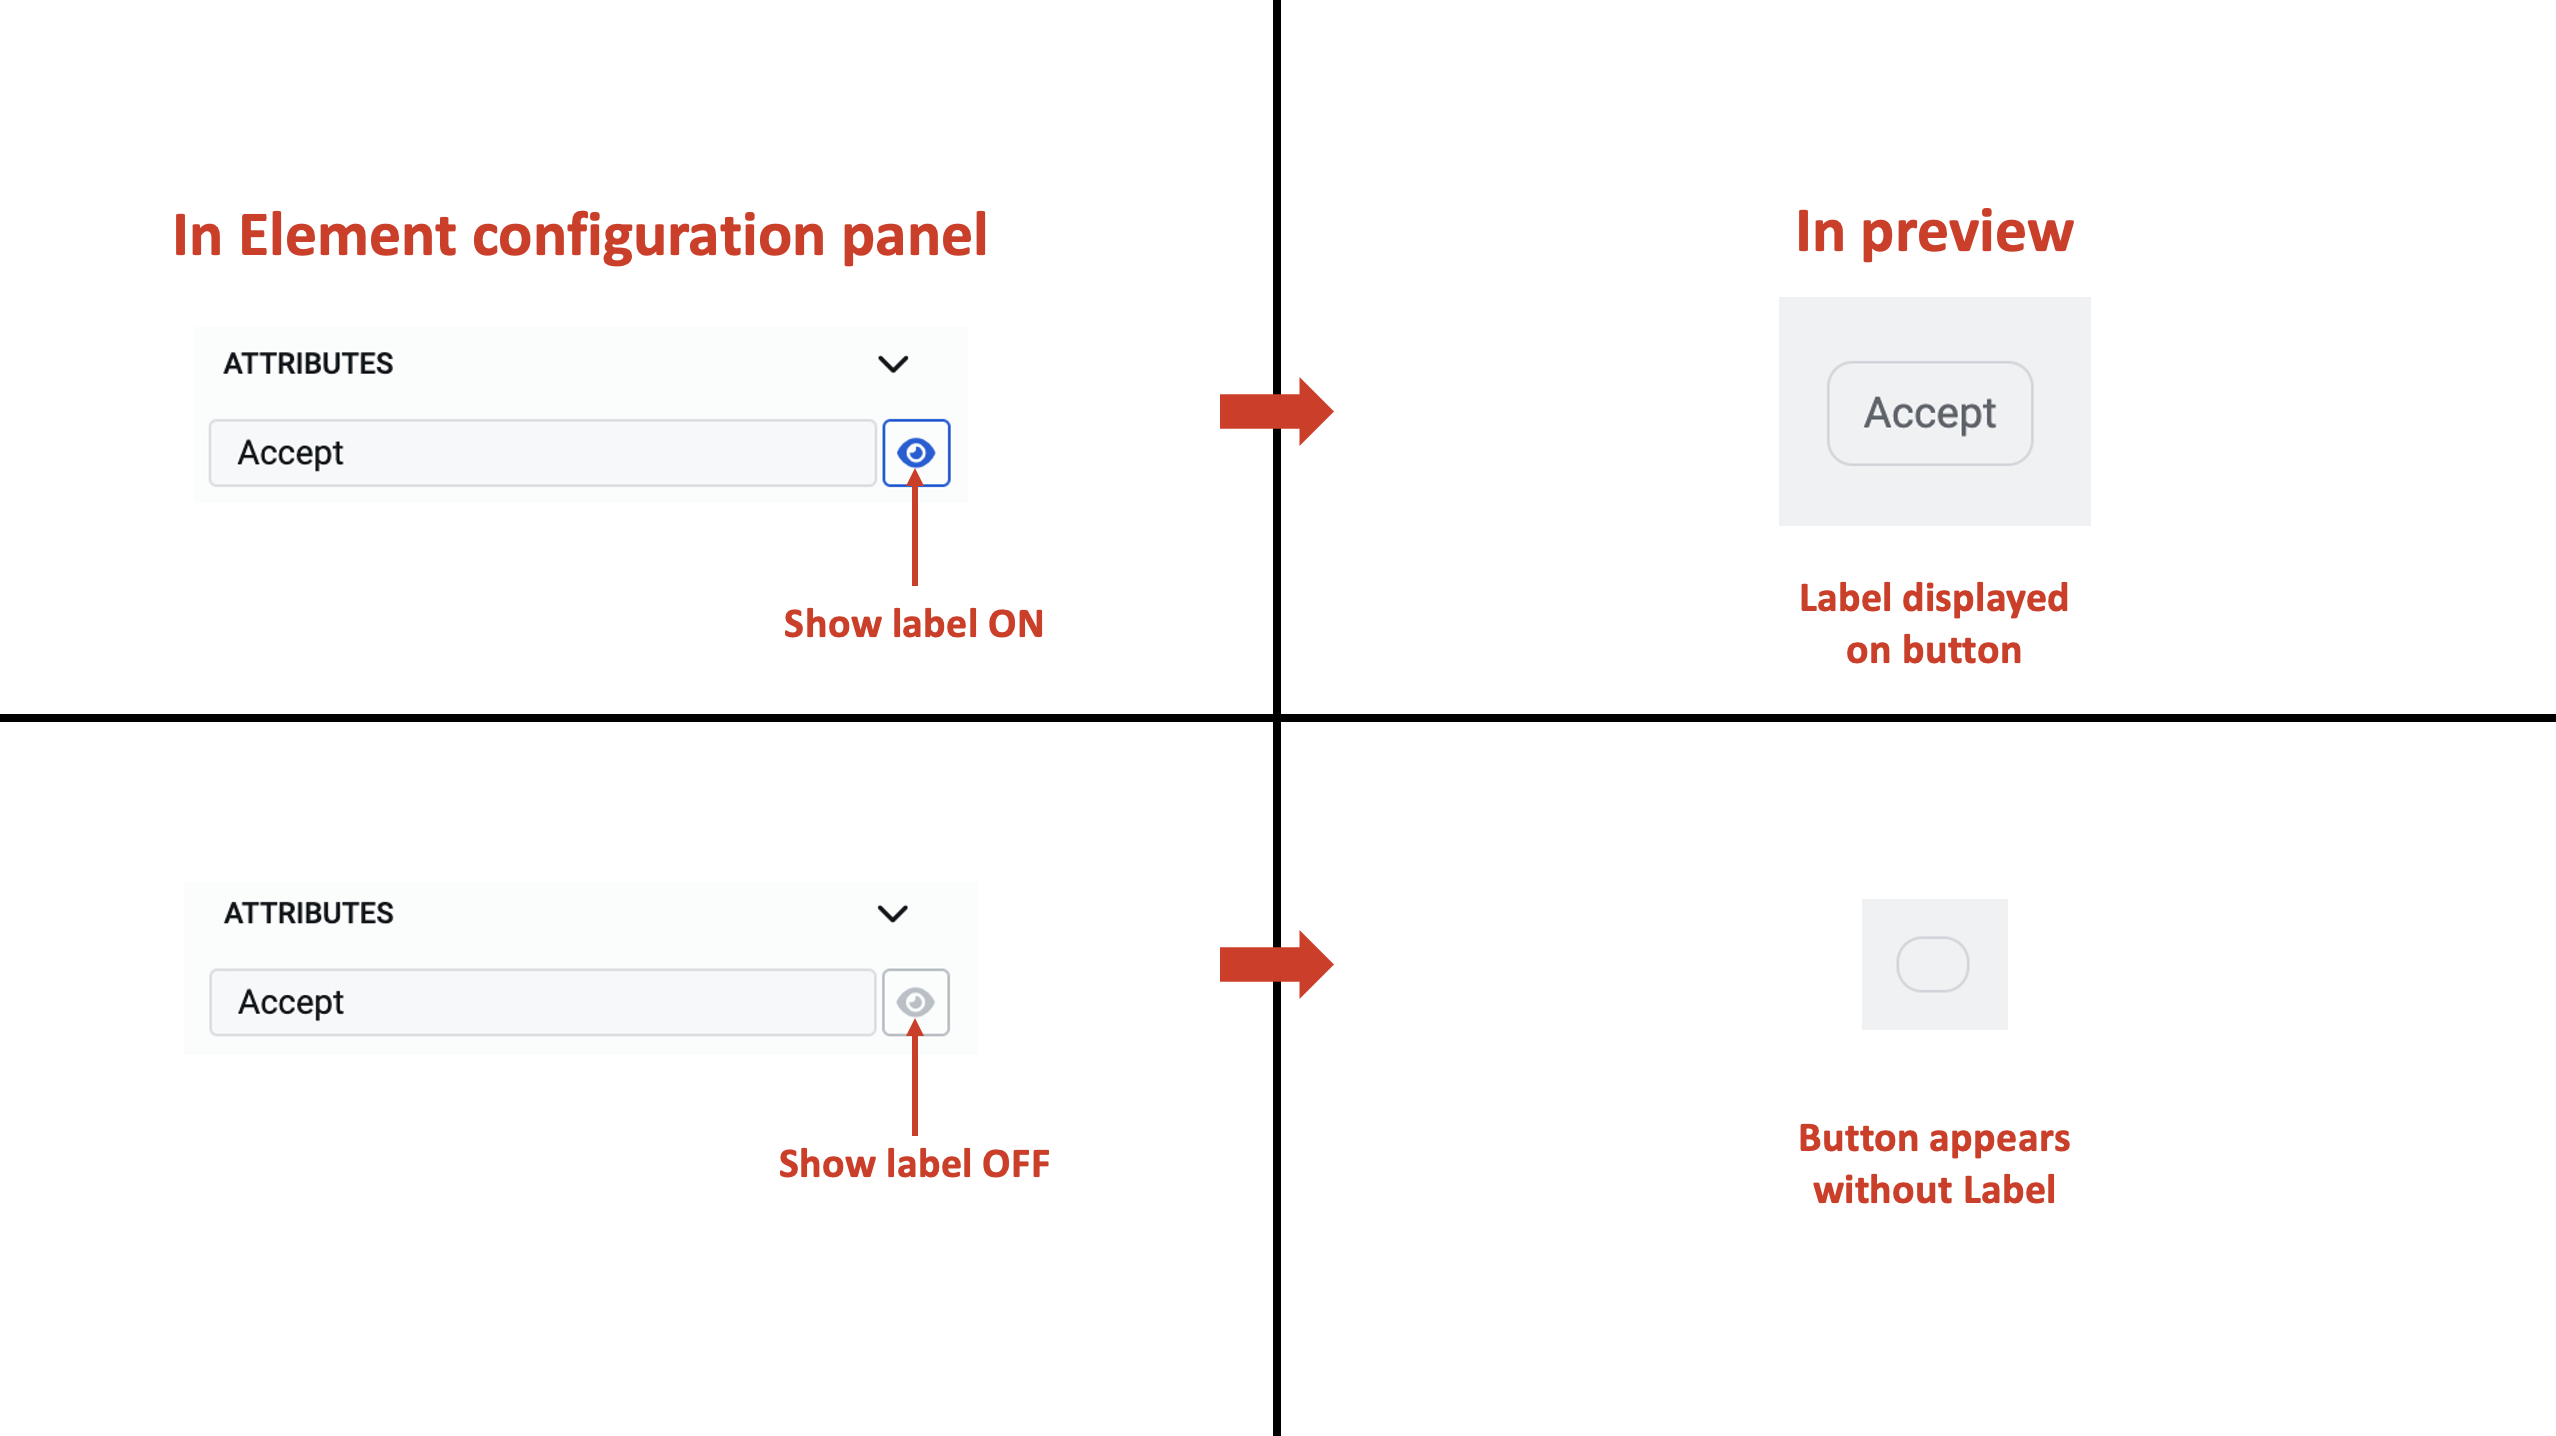 In Element configuration panel
In preview
ATTRIBUTES
Accept
Show label ON
Accept
Label displayed
on button
ATTRIBUTES
Accept
Show label OFF
Button appears
without Label